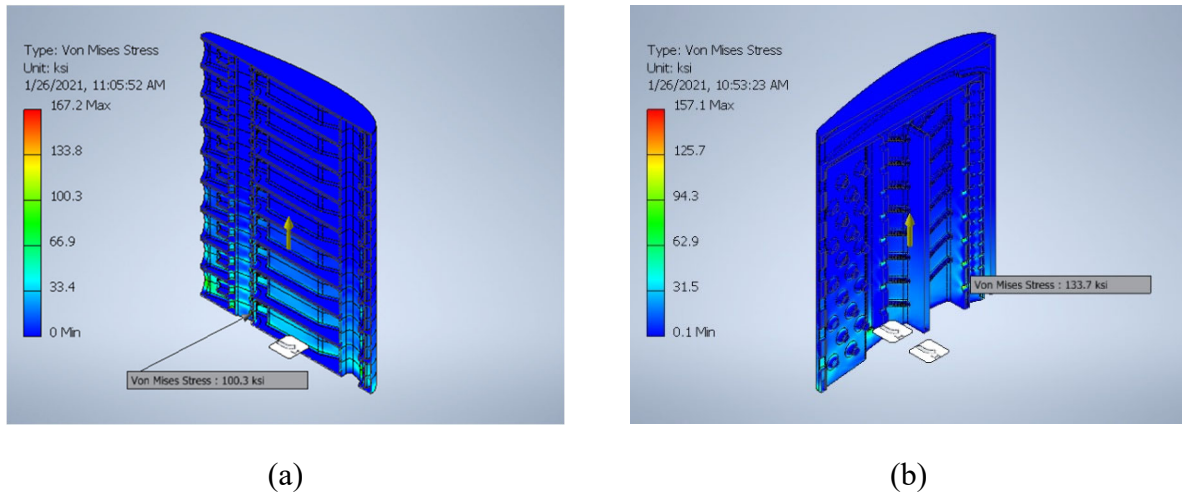 Type: Von Mises Stress
Unit: ksi
1/26/2021, 11:05:52 AM
167.2 Max
133.8
100.3
66.9
33.4
0 Min
Von Mises Stress : 100.3 ksi
(a)
Type: Von Mises Stress
Unit: ksi
1/26/2021, 10:53:23 AM
157.1 Max
125.7
94.3
62.9
31.5
0.1 Min
Von Mises Stress : 133.7 ksi
(b)